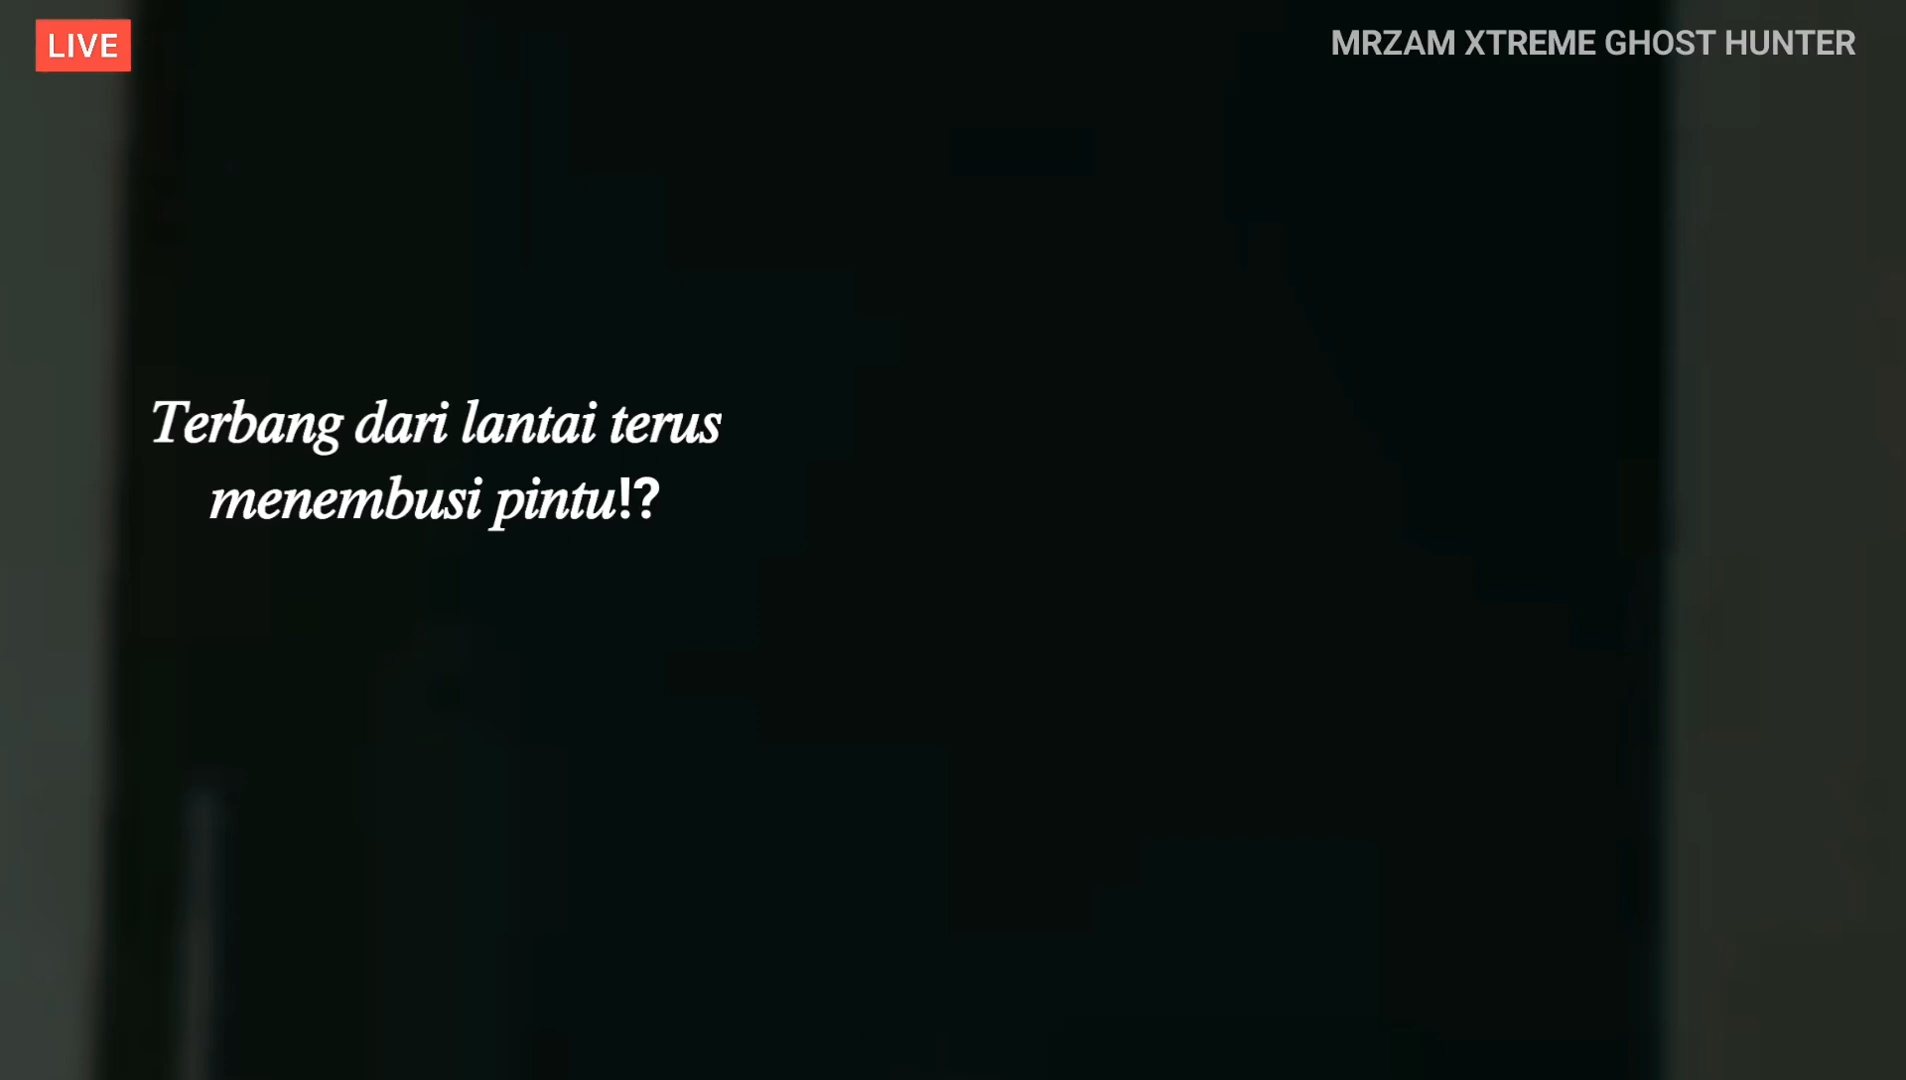 LIVE
MRZAM XTREME GHOST HUNTER
Terbang dari lantai terus
menembusi pintu!?